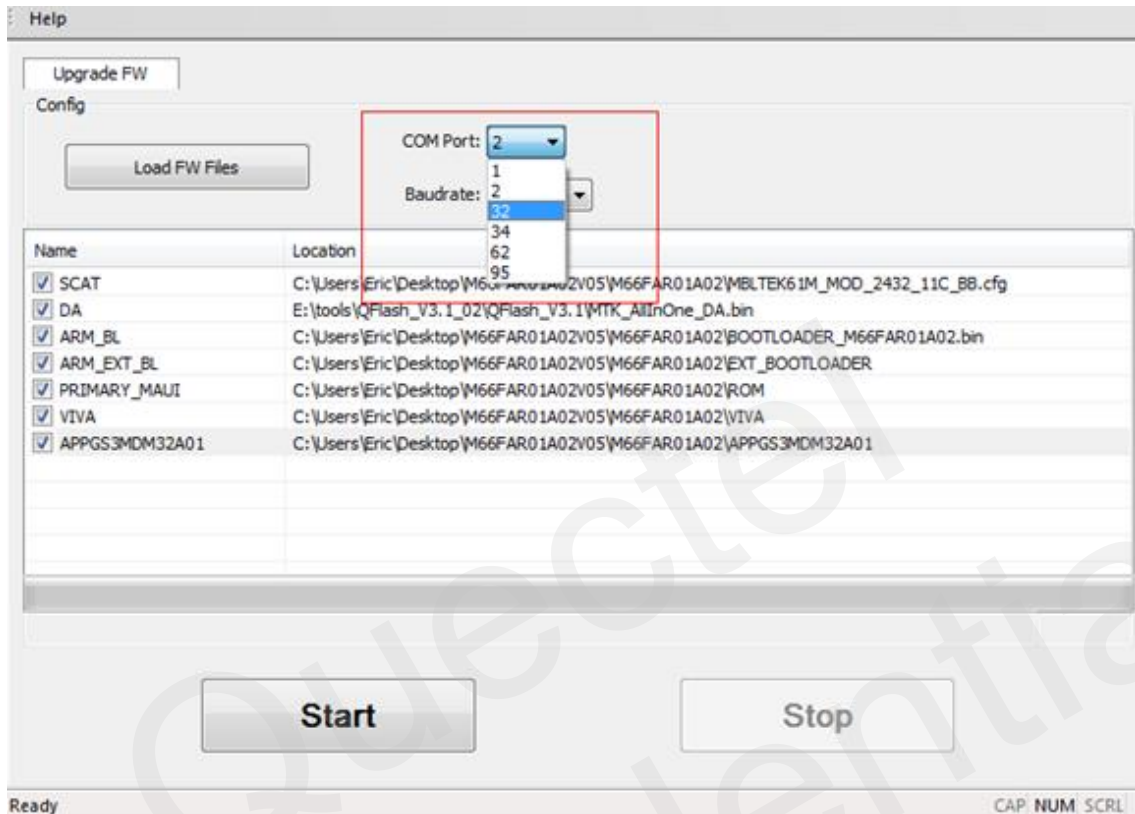 Help
Upgrade FW
Config
Load FW Files
COM Port: 2
1
Baudrate: 2
32
34
62
95
Name Location
SCAT C:\Users\Eric\Desktop\M66FAR01A02V05\M66FAR01A02\MBLTEK61M_MOD_2432_11C_BB.cfg
DA E:\tools\QFlash_V3.1_02\QFlash_V3.1\MTK_AllInOne_DA.bin
ARM_BL C:\Users\Eric\Desktop\M66FAR01A02V05\M66FAR01A02\BOOTLOADER_M66FAR01A02.bin
ARM_EXT_BL C:\Users\Eric\Desktop\M66FAR01A02V05\M66FAR01A02\EXT_BOOTLOADER
PRIMARY_MAUI C:\Users\Eric\Desktop\M66FAR01A02V05\M66FAR01A02\ROM
VIVA C:\Users\Eric\Desktop\M66FAR01A02V05\M66FAR01A02\VIVA
APPGS3MDM32A01 C:\Users\Eric\Desktop\M66FAR01A02V05\M66FAR01A02\APPGS3MDM32A01
Start Stop
Ready CAP NUM SCRL
Quectel